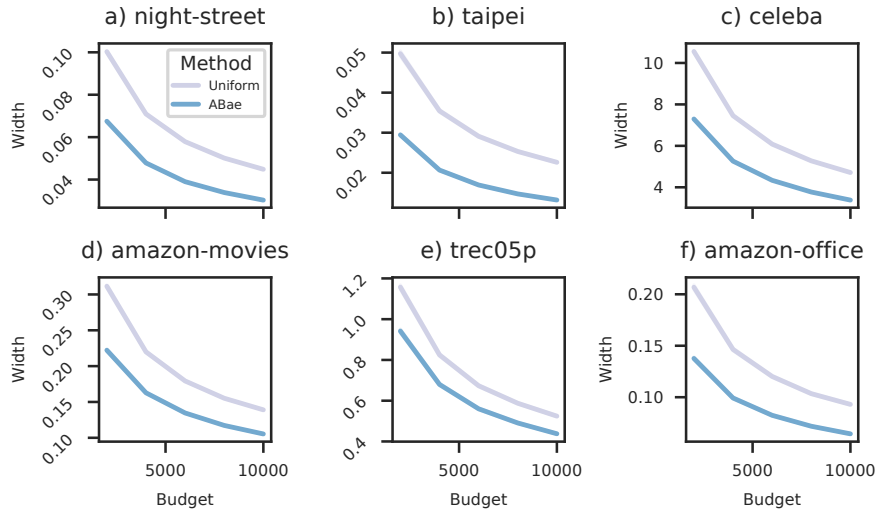 a) night-street
b) taipei
c) celeba
Width
0.10
0.08
0.06
0.04
Method
Uniform
ABae
0.05
0.04
0.03
0.02
Width
10
8
6
4
d) amazon-movies
e) trec05p
f) amazon-office
Width
0.30
0.25
0.20
0.15
0.10
5000
10000
Budget
1.2
1.0
0.8
0.6
0.4
5000
10000
Budget
Width
0.20
0.15
0.10
5000
10000
Budget